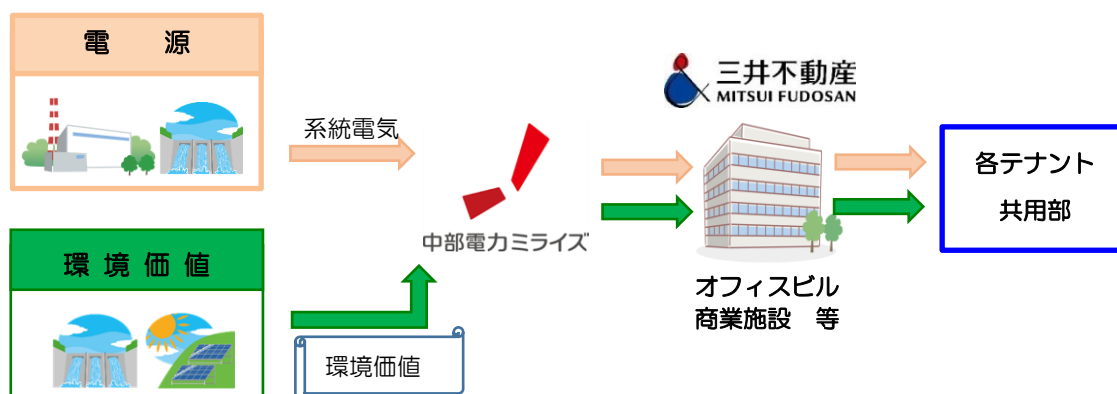 電 源
系統電気
中部電力ミライズ
三井不動産
MITSUI FUDOSAN
オフィスビル
商業施設 等
各テナント
共用部
環 境 価 値
環境価値